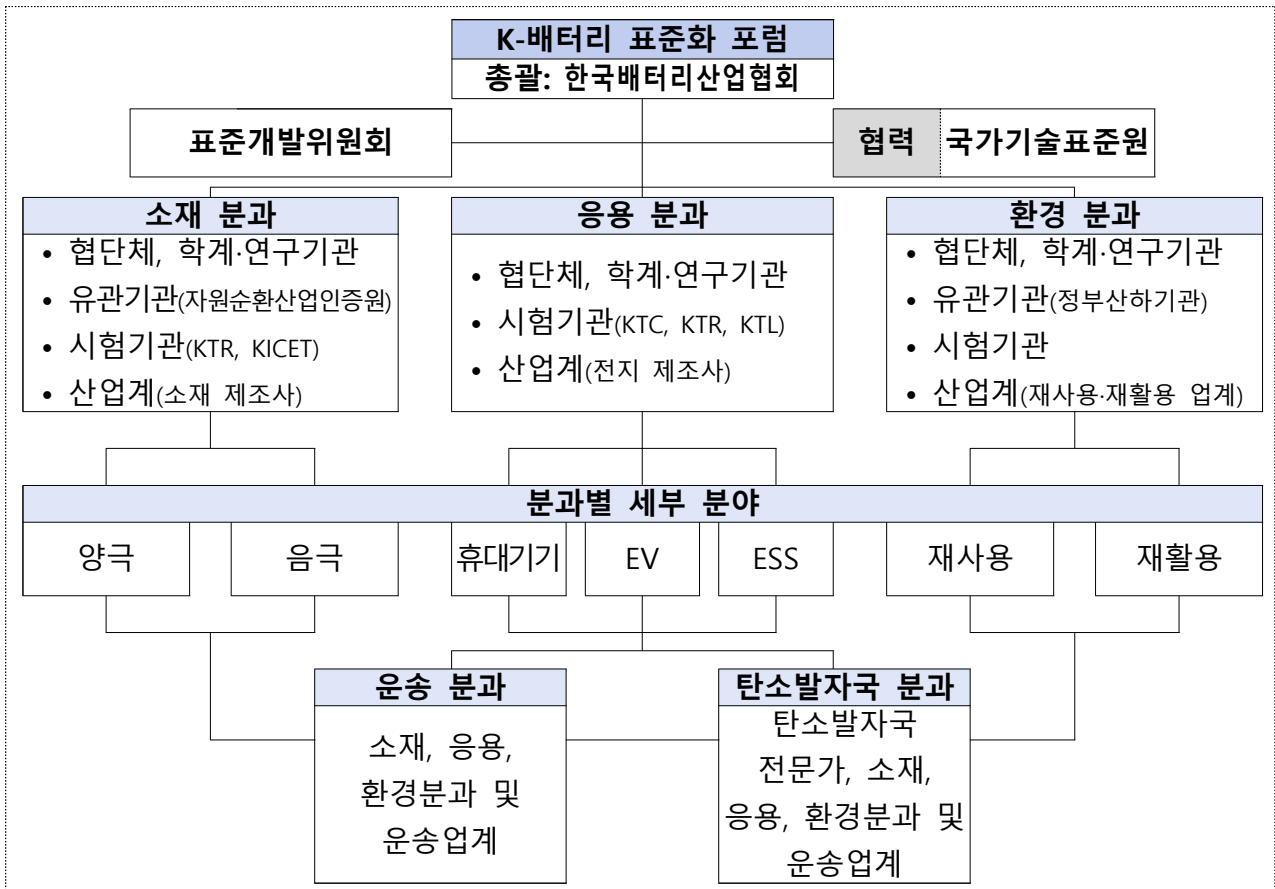 K-배터리 표준화 포럼
총괄: 한국배터리산업협회
표준개발위원회
협력 국가기술표준원
소재 분과
• 협단체, 학계·연구기관
• 유관기관(자원순환산업인증원)
• 시험기관(KTR, KICET)
• 산업계(소재 제조사)
응용 분과
• 협단체, 학계·연구기관
• 시험기관(KTC, KTR, KTL)
• 산업계(전지 제조사)
환경 분과
• 협단체, 학계·연구기관
• 유관기관(정부산하기관)
• 시험기관
• 산업계(재사용·재활용 업계)
분과별 세부 분야
양극 음극 휴대기기 EV ESS 재사용 재활용
운송 분과
소재, 응용,
환경분과 및
운송업계
탄소발자국 분과
탄소발자국
전문가, 소재,
응용, 환경분과 및
운송업계